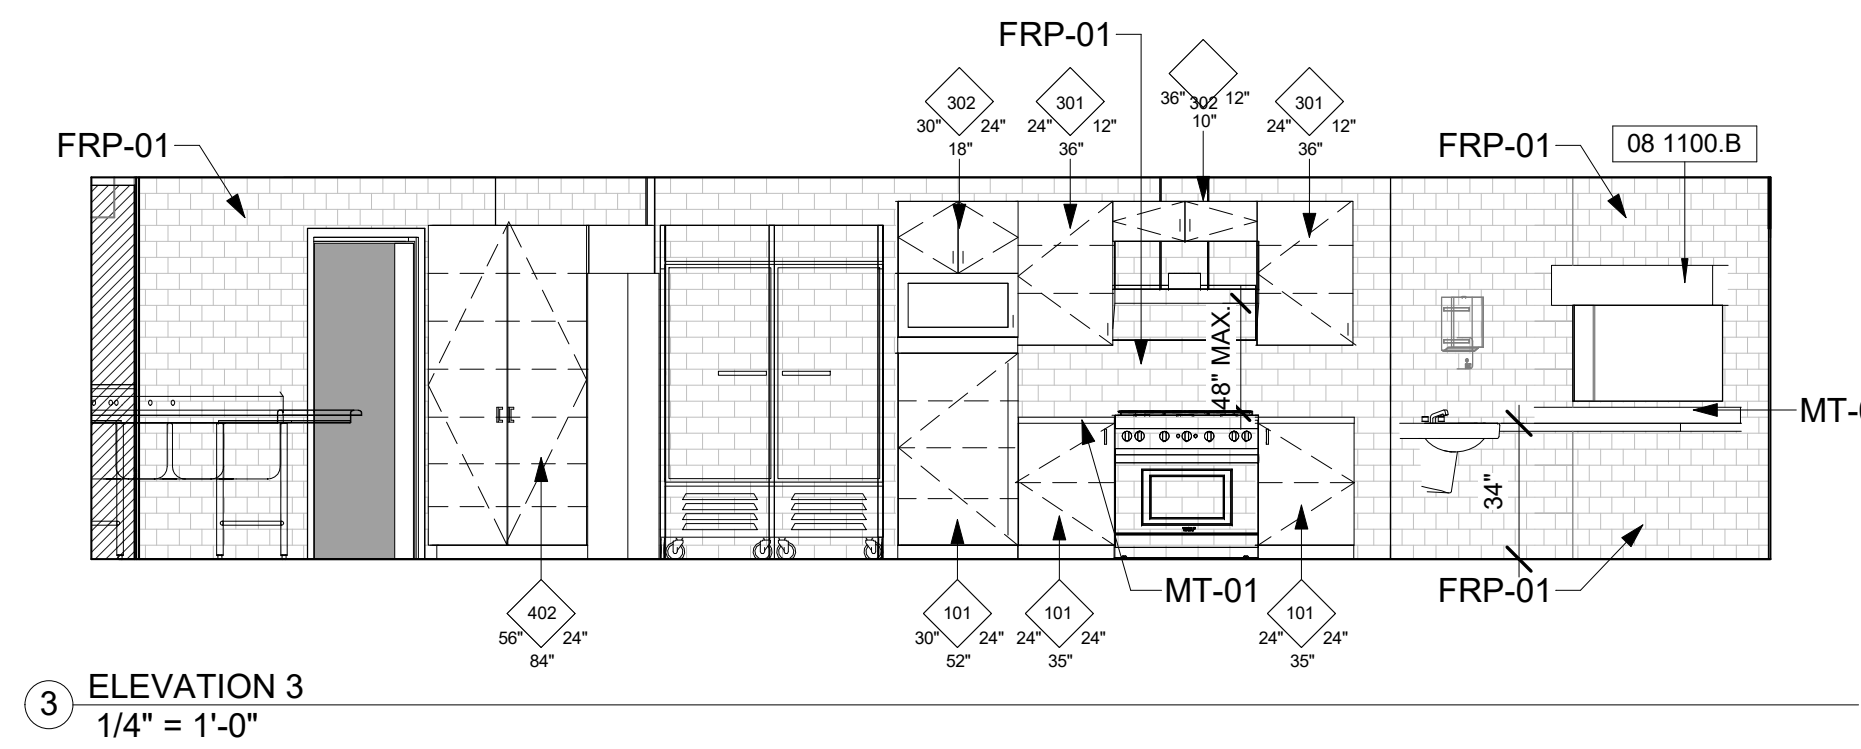 FRP-01
302
30" 24"
18"
301
24" 12"
36"
36" 302 12"
10"
301
24" 12"
36"
FRP-01
FRP-01
08 1100.B
48" MAX.
MT-
34"
402
56" 24"
84"
101
30" 24"
52"
101
24" 24"
35"
MT-01
101
24" 24"
35"
FRP-01
3
ELEVATION 3
1/4" = 1'-0"